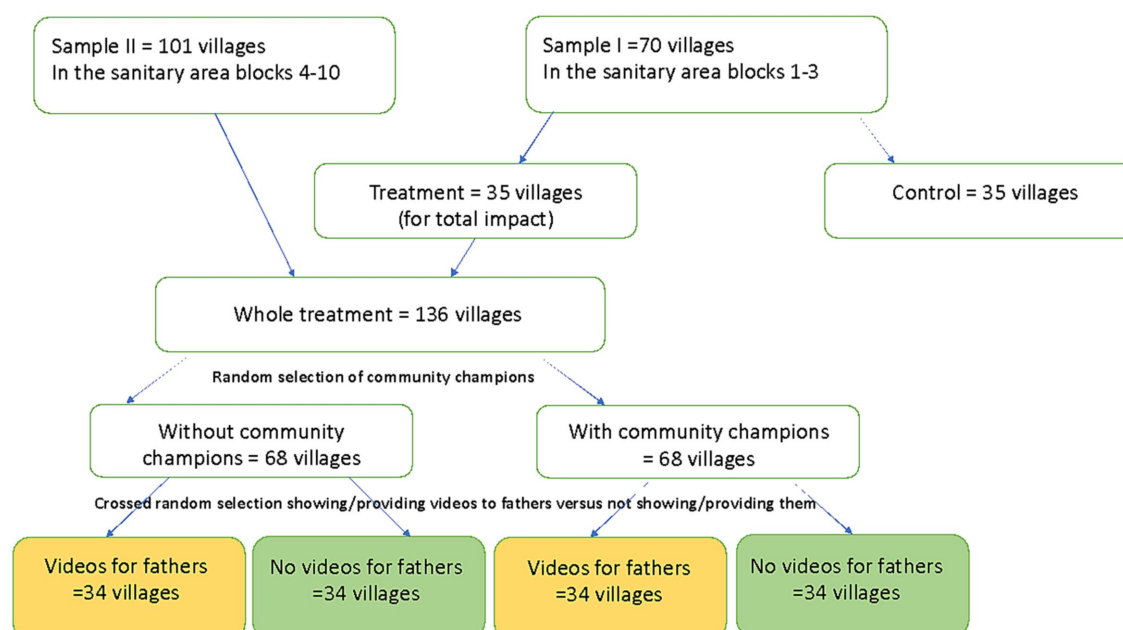 Sample II = 101 villages
In the sanitary area blocks 4-10
Sample I =70 villages
In the sanitary area blocks 1-3
Treatment = 35 villages
(for total impact)
Control = 35 villages
Whole treatment = 136 villages
Random selection of community champions
Without community
champions = 68 villages
With community champions
= 68 villages
Crossed random selection showing/providing videos to fathers versus not showing/providing them
Videos for fathers
=34 villages
No videos for fathers
=34 villages
Videos for fathers
=34 villages
No videos for fathers
=34 villages